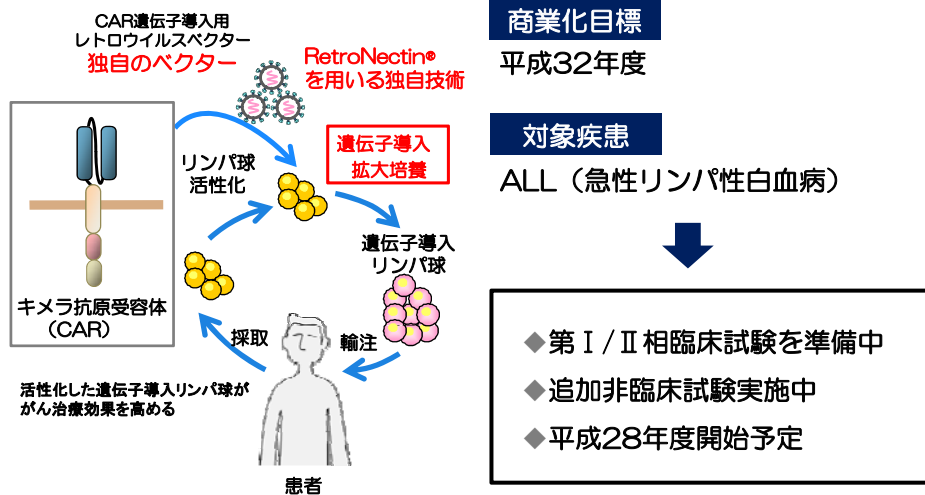 CAR遺伝子導入用
レトロウイルスベクター
独自のベクター
RetroNectin®
を用いる独自技術
遺伝子導入
拡大培養
リンパ球
活性化
遺伝子導入
リンパ球
キメラ抗原受容体
（CAR）
採取
輸注
活性化した遺伝子導入リンパ球が
がん治療効果を高める
患者
商業化目標
平成32年度
対象疾患
ALL（急性リンパ性白血病）
◆第Ⅰ/Ⅱ相臨床試験を準備中
◆追加非臨床試験実施中
◆平成28年度開始予定